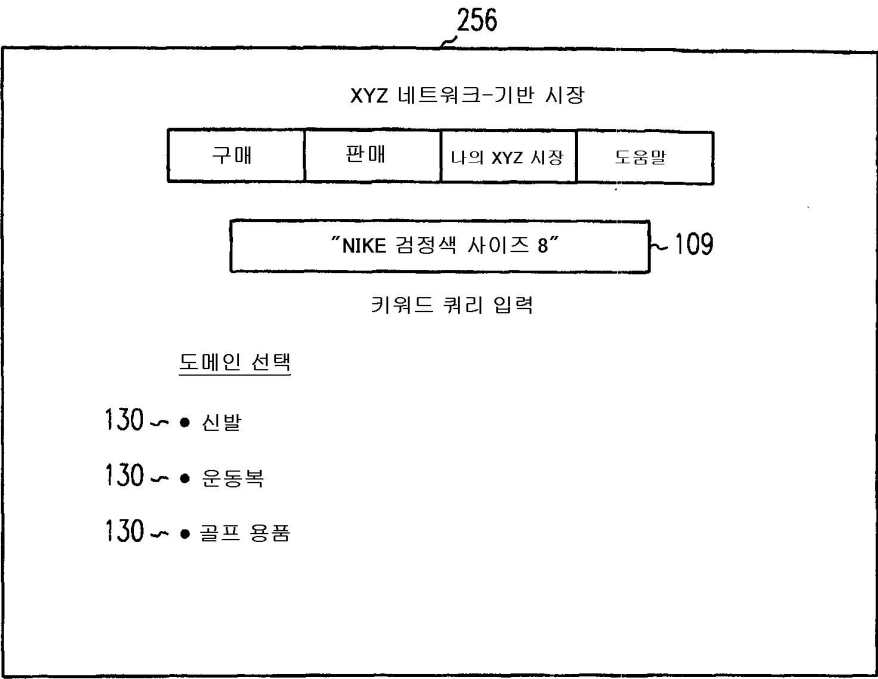 256
XYZ 네트워크-기반 시장
구매 판매 나의 XYZ 시장 도움말
"NIKE 검정색 사이즈 8" 109
키워드 쿼리 입력
도메인 선택
130 • 신발
130 • 운동복
130 • 골프 용품